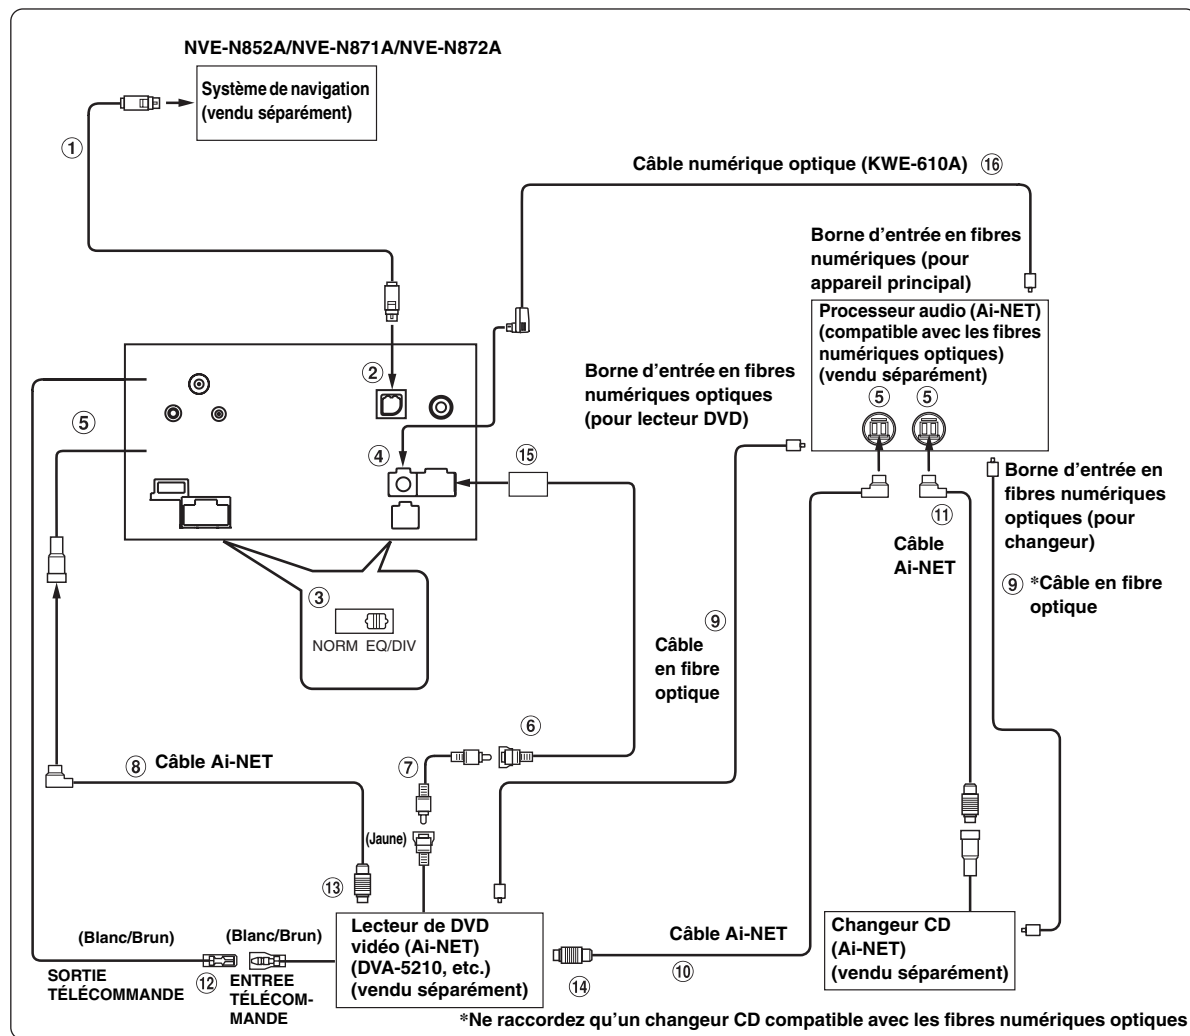 NVE-N852A/NVE-N871A/NVE-N872A
Système de navigation
(vendu séparément)
①
Câble numérique optique (KWE-610A) ⑯
Borne d’entrée en fibres
numériques (pour
appareil principal)
Processeur audio (Ai-NET)
(compatible avec les fibres
numériques optiques)
(vendu séparément)
⑤ ⑤
②
Borne d’entrée en fibres
numériques optiques
(pour lecteur DVD)
⑤
④
⑮
Borne d’entrée en
fibres numériques
optiques (pour
changeur)
⑪
Câble
Ai-NET
⑨ *Câble en fibre
optique
③
NORM EQ/DIV
⑨
Câble
en fibre
optique
⑥
⑧ Câble Ai-NET
⑦
(Jaune)
⑬
(Blanc/Brun)
(Blanc/Brun)
SORTIE
TÉLÉCOMMANDE
⑫
ENTREE
TÉLÉCOM-
MANDE
Lecteur de DVD
vidéo (Ai-NET)
(DVA-5210, etc.)
(vendu séparément)
⑭
Câble Ai-NET
⑩
Changeur CD
(Ai-NET)
(vendu séparément)
*Ne raccordez qu’un changeur CD compatible avec les fibres numériques optiques